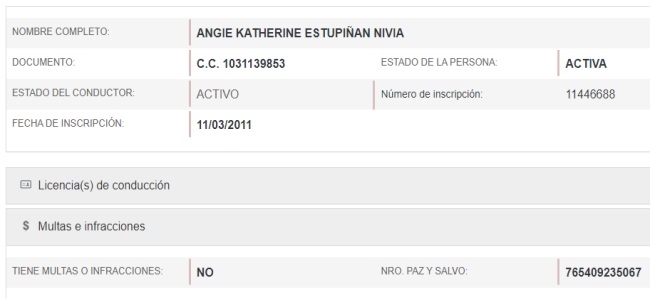 NOMBRE COMPLETO: ANGIE KATHERINE ESTUPIÑAN NIVIA
DOCUMENTO: C.C. 1031139853 ESTADO DE LA PERSONA: ACTIVA
ESTADO DEL CONDUCTOR: ACTIVO Número de inscripción: 11446688
FECHA DE INSCRIPCIÓN: 11/03/2011
Licencia(s) de conducción
$ Multas e infracciones
TIENE MULTAS O INFRACCIONES: NO NRO. PAZ Y SALVO: 765409235067